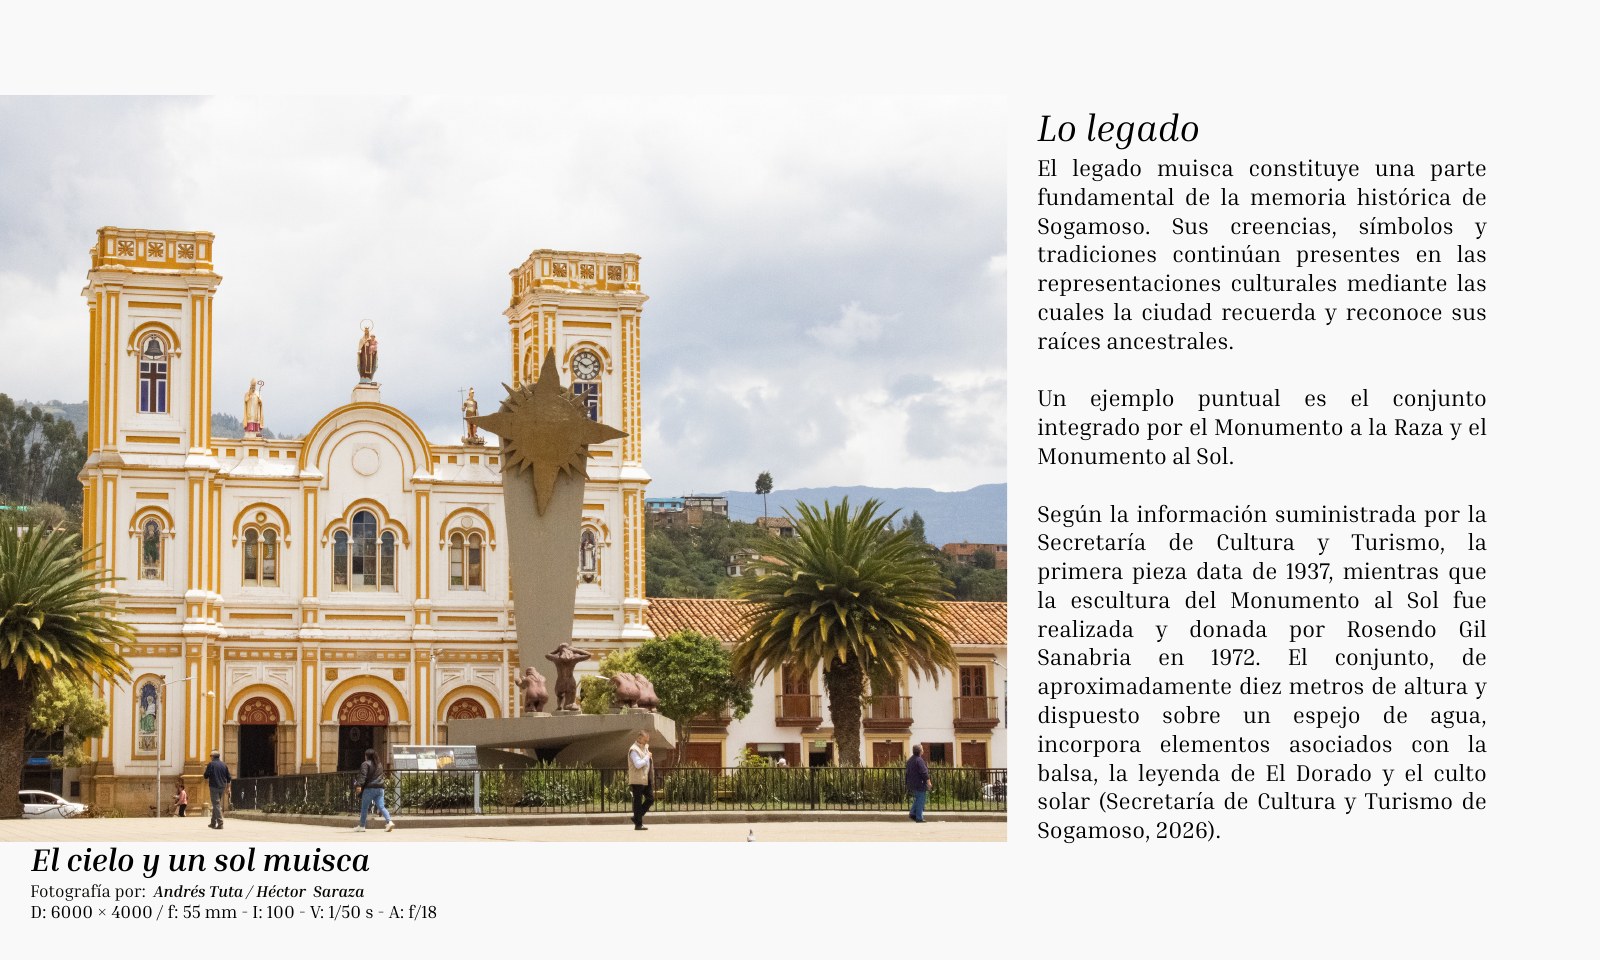 Lo legado
El legado muisca constituye una parte
fundamental de la memoria histórica de
Sogamoso. Sus creencias, símbolos y
tradiciones continúan presentes en las
representaciones culturales mediante las
cuales la ciudad recuerda y reconoce sus
raíces ancestrales.
Un ejemplo puntual es el conjunto
integrado por el Monumento a la Raza y el
Monumento al Sol.
Según la información suministrada por la
Secretaría de Cultura y Turismo, la
primera pieza data de 1937, mientras que
la escultura del Monumento al Sol fue
realizada y donada por Rosendo Gil
Sanabria en 1972. El conjunto, de
aproximadamente diez metros de altura y
dispuesto sobre un espejo de agua,
incorpora elementos asociados con la
balsa, la leyenda de El Dorado y el culto
solar (Secretaría de Cultura y Turismo de
Sogamoso, 2026).
El cielo y un sol muisca
Fotografía por: Andrés Tuta / Héctor Saraza
D: 6000 × 4000 / f: 55 mm - I: 100 - V: 1/50 s - A: f/18